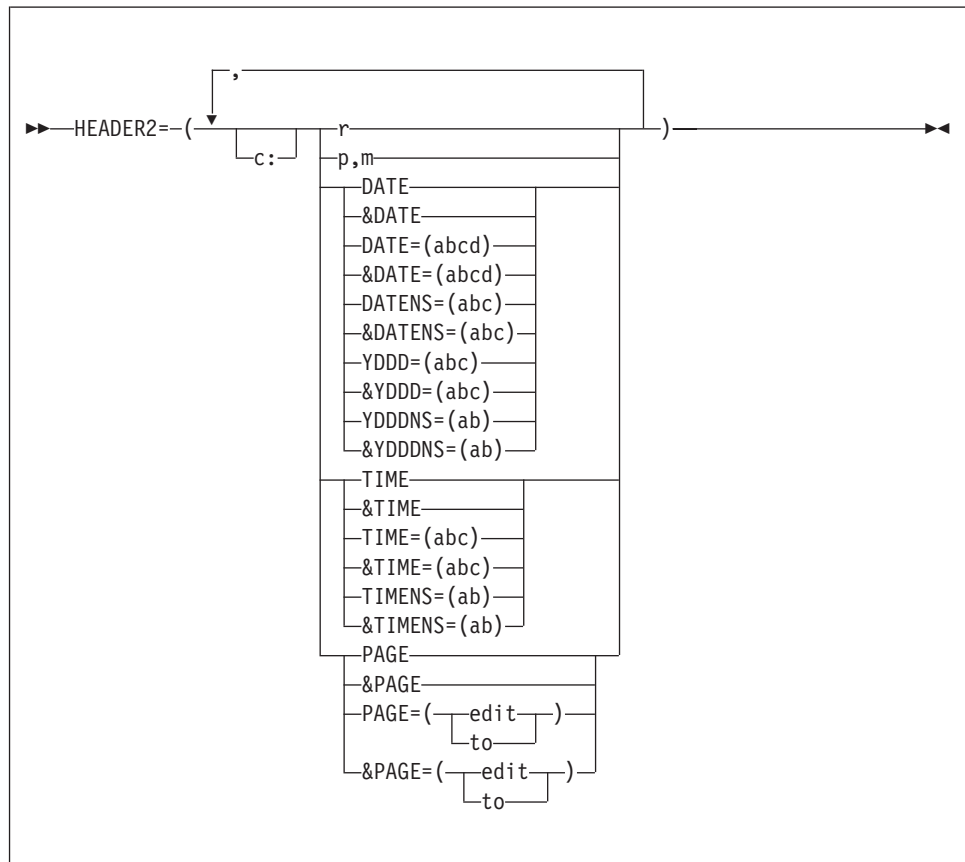 ,
HEADER2= ( r )
c:
p,m
DATE
&DATE
DATE=(abcd)
&DATE=(abcd)
DATENS=(abc)
&DATENS=(abc)
YDDD=(abc)
&YDDD=(abc)
YDDDNS=(ab)
&YDDDNS=(ab)
TIME
&TIME
TIME=(abc)
&TIME=(abc)
TIMENS=(ab)
&TIMENS=(ab)
PAGE
&PAGE
PAGE=( edit )
to
&PAGE=( edit )
to